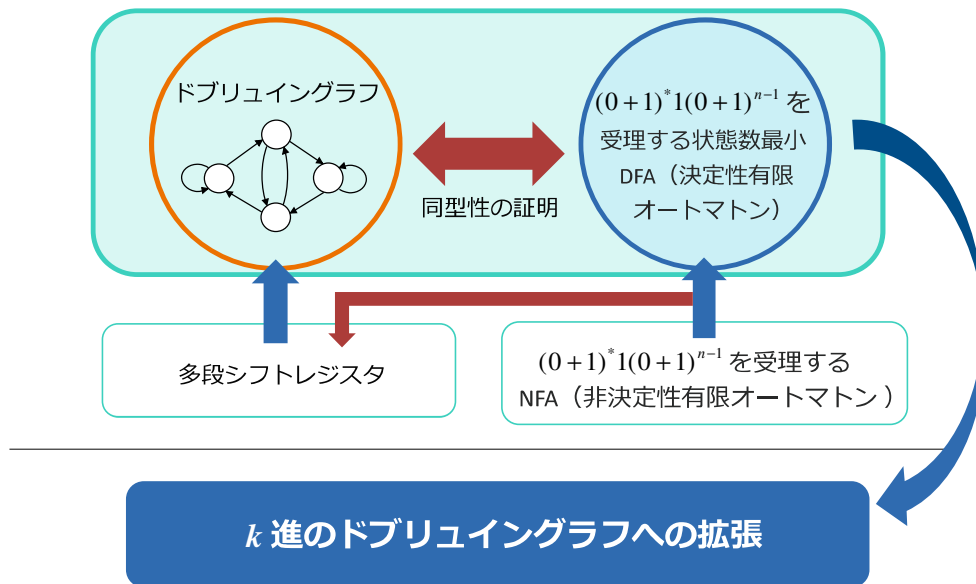 ドブリュイングラフ
(0+1)*1(0+1)ⁿ⁻¹ を
受理する状態数最小
DFA（決定性有限
オートマトン）
同型性の証明
多段シフトレジスタ
(0+1)*1(0+1)ⁿ⁻¹ を受理する
NFA（非決定性有限オートマトン）
k 進のドブリュイングラフへの拡張